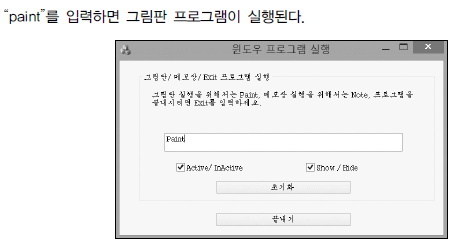 “paint”를 입력하면 그림판 프로그램이 실행된다.
윈도우 프로그램 실행
그림판/ 메모장/ Exit 프로그램 실행
그림판 실행을 위해서는 Paint, 메모장 실행을 위해서는 Note, 프로그램을
끝내시려면 Exit를 입력하세요.
Paint
Active/ InActive
Show / Hide
초기화
끝내기